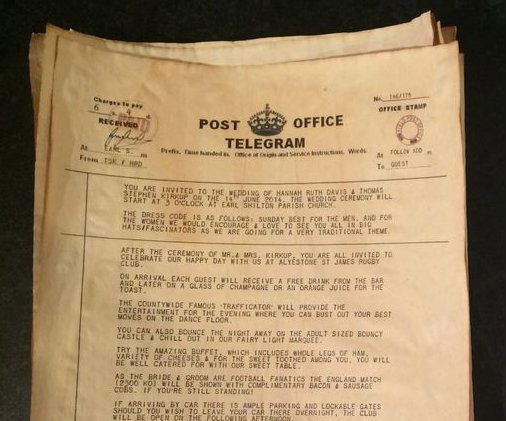 Charges to pay
6 S. 4 d.
RECEIVED
At EARL S. m
From TSK / HRD
POST OFFICE
TELEGRAM
Prefix. Time handed in. Office of Origin and Service Instructions. Words.
No. 146/175
OFFICE STAMP
At FOLLOW ADD m
To GUEST
YOU ARE INVITED TO THE WEDDING OF HANNAH RUTH DAVIS & THOMAS
STEPHEN KIRKUP ON THE 14TH JUNE 2014. THE WEDDING CEREMONY WILL
START AT 3 O'CLOCK AT EARL SHILTON PARISH CHURCH.
THE DRESS CODE IS AS FOLLOWS; SUNDAY BEST FOR THE MEN, AND FOR
THE WOMEN WE WOULD ENCOURAGE & LOVE TO SEE YOU ALL IN BIG
HATS/FASCINATORS AS WE ARE GOING FOR A VERY TRADITIONAL THEME.
AFTER THE CEREMONY OF MR.& MRS. KIRKUP, YOU ARE ALL INVITED TO
CELEBRATE OUR HAPPY DAY WITH US AT ALYESTONE ST JAMES RUGBY
CLUB.
ON ARRIVAL EACH GUEST WILL RECEIVE A FREE DRINK FROM THE BAR
AND LATER ON A GLASS OF CHAMPAGNE OR AN ORANGE JUICE FOR THE
TOAST.
THE COUNTYWIDE FAMOUS 'TRAFFICATOR' WILL PROVIDE THE
ENTERTAINMENT FOR THE EVENING WHERE YOU CAN BUST OUT YOUR BEST
MOVES ON THE DANCE FLOOR.
YOU CAN ALSO BOUNCE THE NIGHT AWAY ON THE ADULT SIZED BOUNCY
CASTLE & CHILL OUT IN OUR FAIRY LIGHT MARQUEE.
TRY THE AMAZING BUFFET, WHICH INCLUDES WHOLE LEGS OF HAM,
VARIETY OF CHEESES & FOR THE SWEET TOOTHED AMONG YOU, YOU WILL
BE WELL CATERED FOR WITH OUR SWEET TABLE.
AS THE BRIDE & GROOM ARE FOOTBALL FANATICS THE ENGLAND MATCH
(2300 KO) WILL BE SHOWN WITH COMPLIMENTARY BACON & SAUSAGE
COBS. IF YOU'RE STILL STANDING!
IF ARRIVING BY CAR THERE IS AMPLE PARKING AND LOCKABLE GATES
SHOULD YOU WISH TO LEAVE YOUR CAR THERE OVERNIGHT, THE CLUB
WILL BE OPEN ON THE FOLLOWING AFTERNOON.